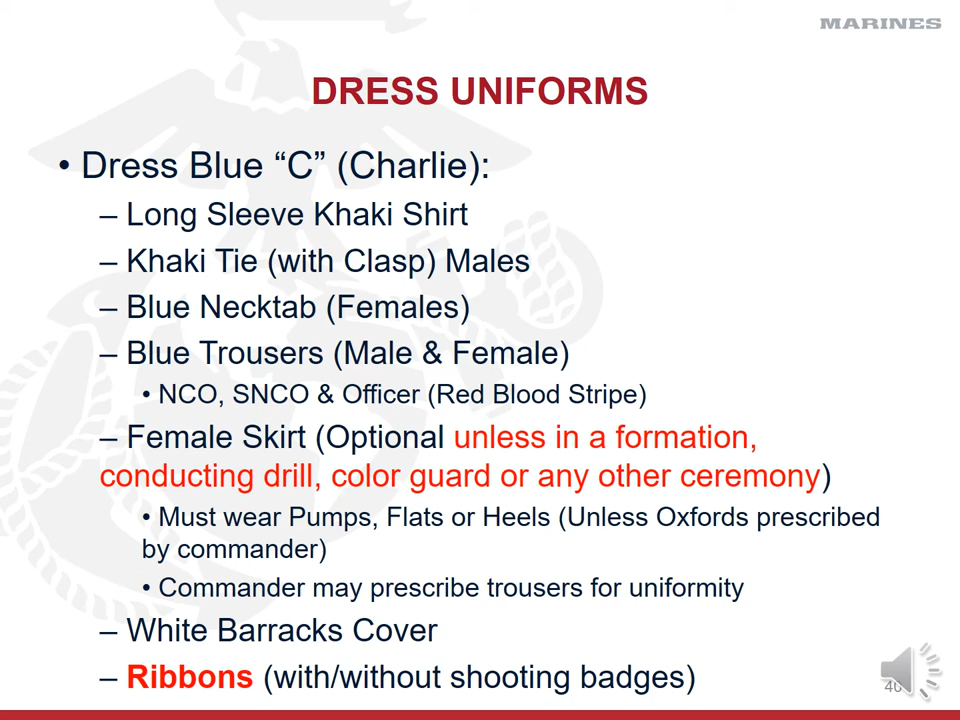 MARINES
DRESS UNIFORMS
• Dress Blue “C” (Charlie):
– Long Sleeve Khaki Shirt
– Khaki Tie (with Clasp) Males
– Blue Necktab (Females)
– Blue Trousers (Male & Female)
• NCO, SNCO & Officer (Red Blood Stripe)
– Female Skirt (Optional unless in a formation,
conducting drill, color guard or any other ceremony)
• Must wear Pumps, Flats or Heels (Unless Oxfords prescribed
by commander)
• Commander may prescribe trousers for uniformity
– White Barracks Cover
– Ribbons (with/without shooting badges)